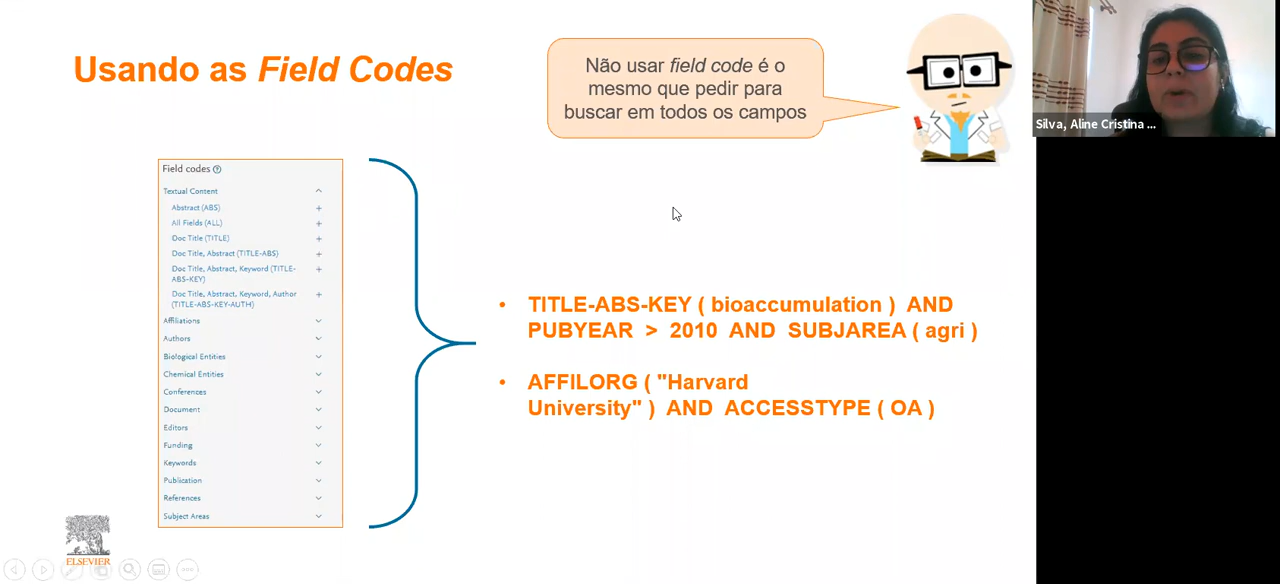 Usando as Field Codes
Não usar field code é o
mesmo que pedir para
buscar em todos os campos
Silva, Aline Cristina ...
Field codes ?
Textual Content
Abstract (ABS) +
All Fields (ALL) +
Doc Title (TITLE) +
Doc Title, Abstract (TITLE-ABS) +
Doc Title, Abstract, Keyword (TITLE- +
ABS-KEY)
Doc Title, Abstract, Keyword, Author +
(TITLE-ABS-KEY-AUTH)
Affiliations
Authors
Biological Entities
Chemical Entities
Conferences
Document
Editors
Funding
Keywords
Publication
References
Subject Areas
• TITLE-ABS-KEY ( bioaccumulation ) AND
PUBYEAR > 2010 AND SUBJAREA ( agri )
• AFFILORG ( "Harvard
University" ) AND ACCESSTYPE ( OA )
ELSEVIER